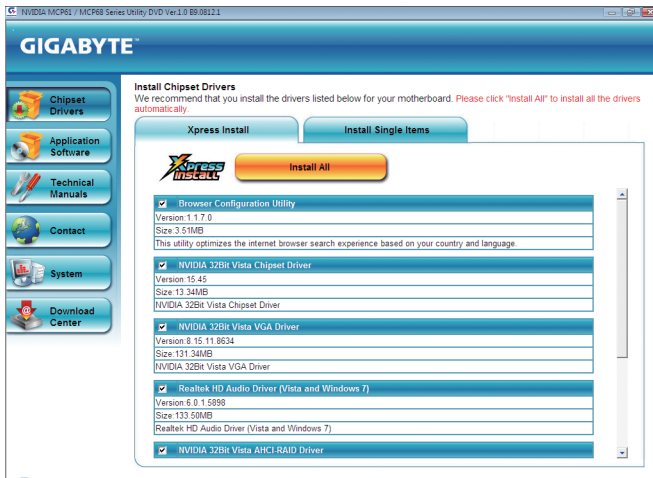 NVIDIA MCP61 / MCP68 Series Utility DVD Ver.1.0 B9.0812.1
GIGABYTE™
Chipset
Drivers
Application
Software
Technical
Manuals
Contact
System
Download
Center
Install Chipset Drivers
We recommend that you install the drivers listed below for your motherboard. Please click "Install All" to install all the drivers
automatically.
Xpress Install
Install Single Items
Xpress
Install
Install All
Browser Configuration Utility
Version:1.1.7.0
Size:3.51MB
This utility optimizes the internet browser search experience based on your country and language.
NVIDIA 32Bit Vista Chipset Driver
Version:15.45
Size:13.34MB
NVIDIA 32Bit Vista Chipset Driver
NVIDIA 32Bit Vista VGA Driver
Version:8.15.11.8634
Size:131.34MB
NVIDIA 32Bit Vista VGA Driver
Realtek HD Audio Driver (Vista and Windows 7)
Version:6.0.1.5898
Size:133.50MB
Realtek HD Audio Driver (Vista and Windows 7)
NVIDIA 32Bit Vista AHCI-RAID Driver